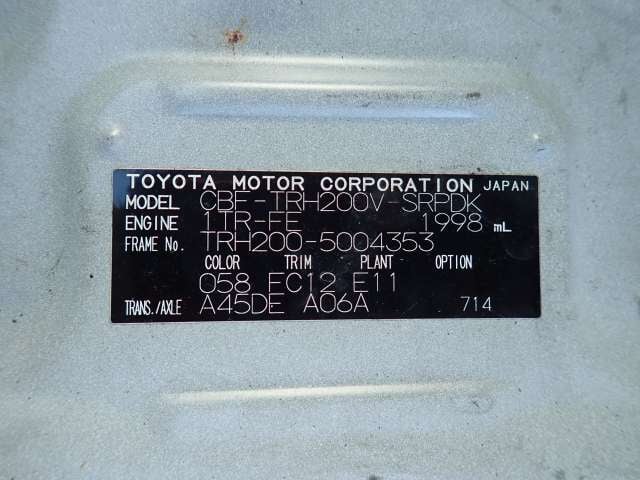 TOYOTA MOTOR CORPORATION JAPAN
MODEL CBF-TRH200V-SRPDK
ENGINE 1TR-FE 1998 mL
FRAME No. TRH200-5004353
COLOR TRIM PLANT OPTION
058 FC12 E11
TRANS./AXLE A45DE A06A 714